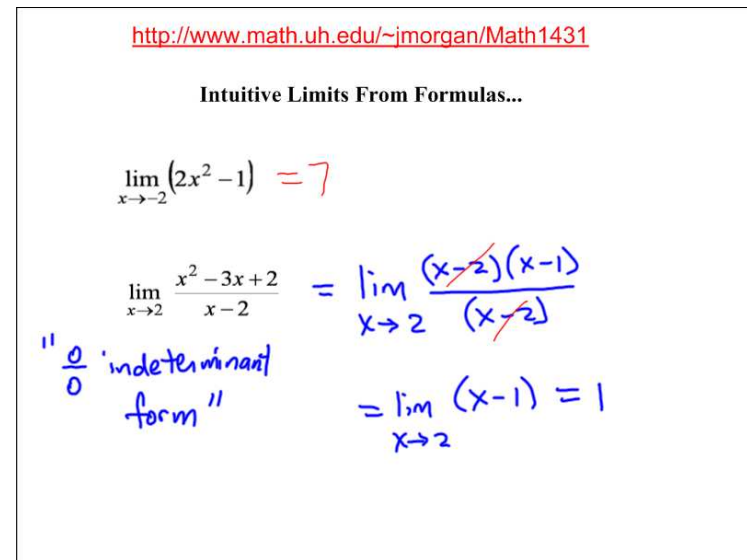 http://www.math.uh.edu/~jmorgan/Math1431
Intuitive Limits From Formulas...
lim x→-2 (2x² - 1) = 7
lim x→2 (x² - 3x + 2)/(x - 2) = lim x→2 (x-2)(x-1)/(x-2)
"0/0 indeterminant
form"
= lim x→2 (x-1) = 1